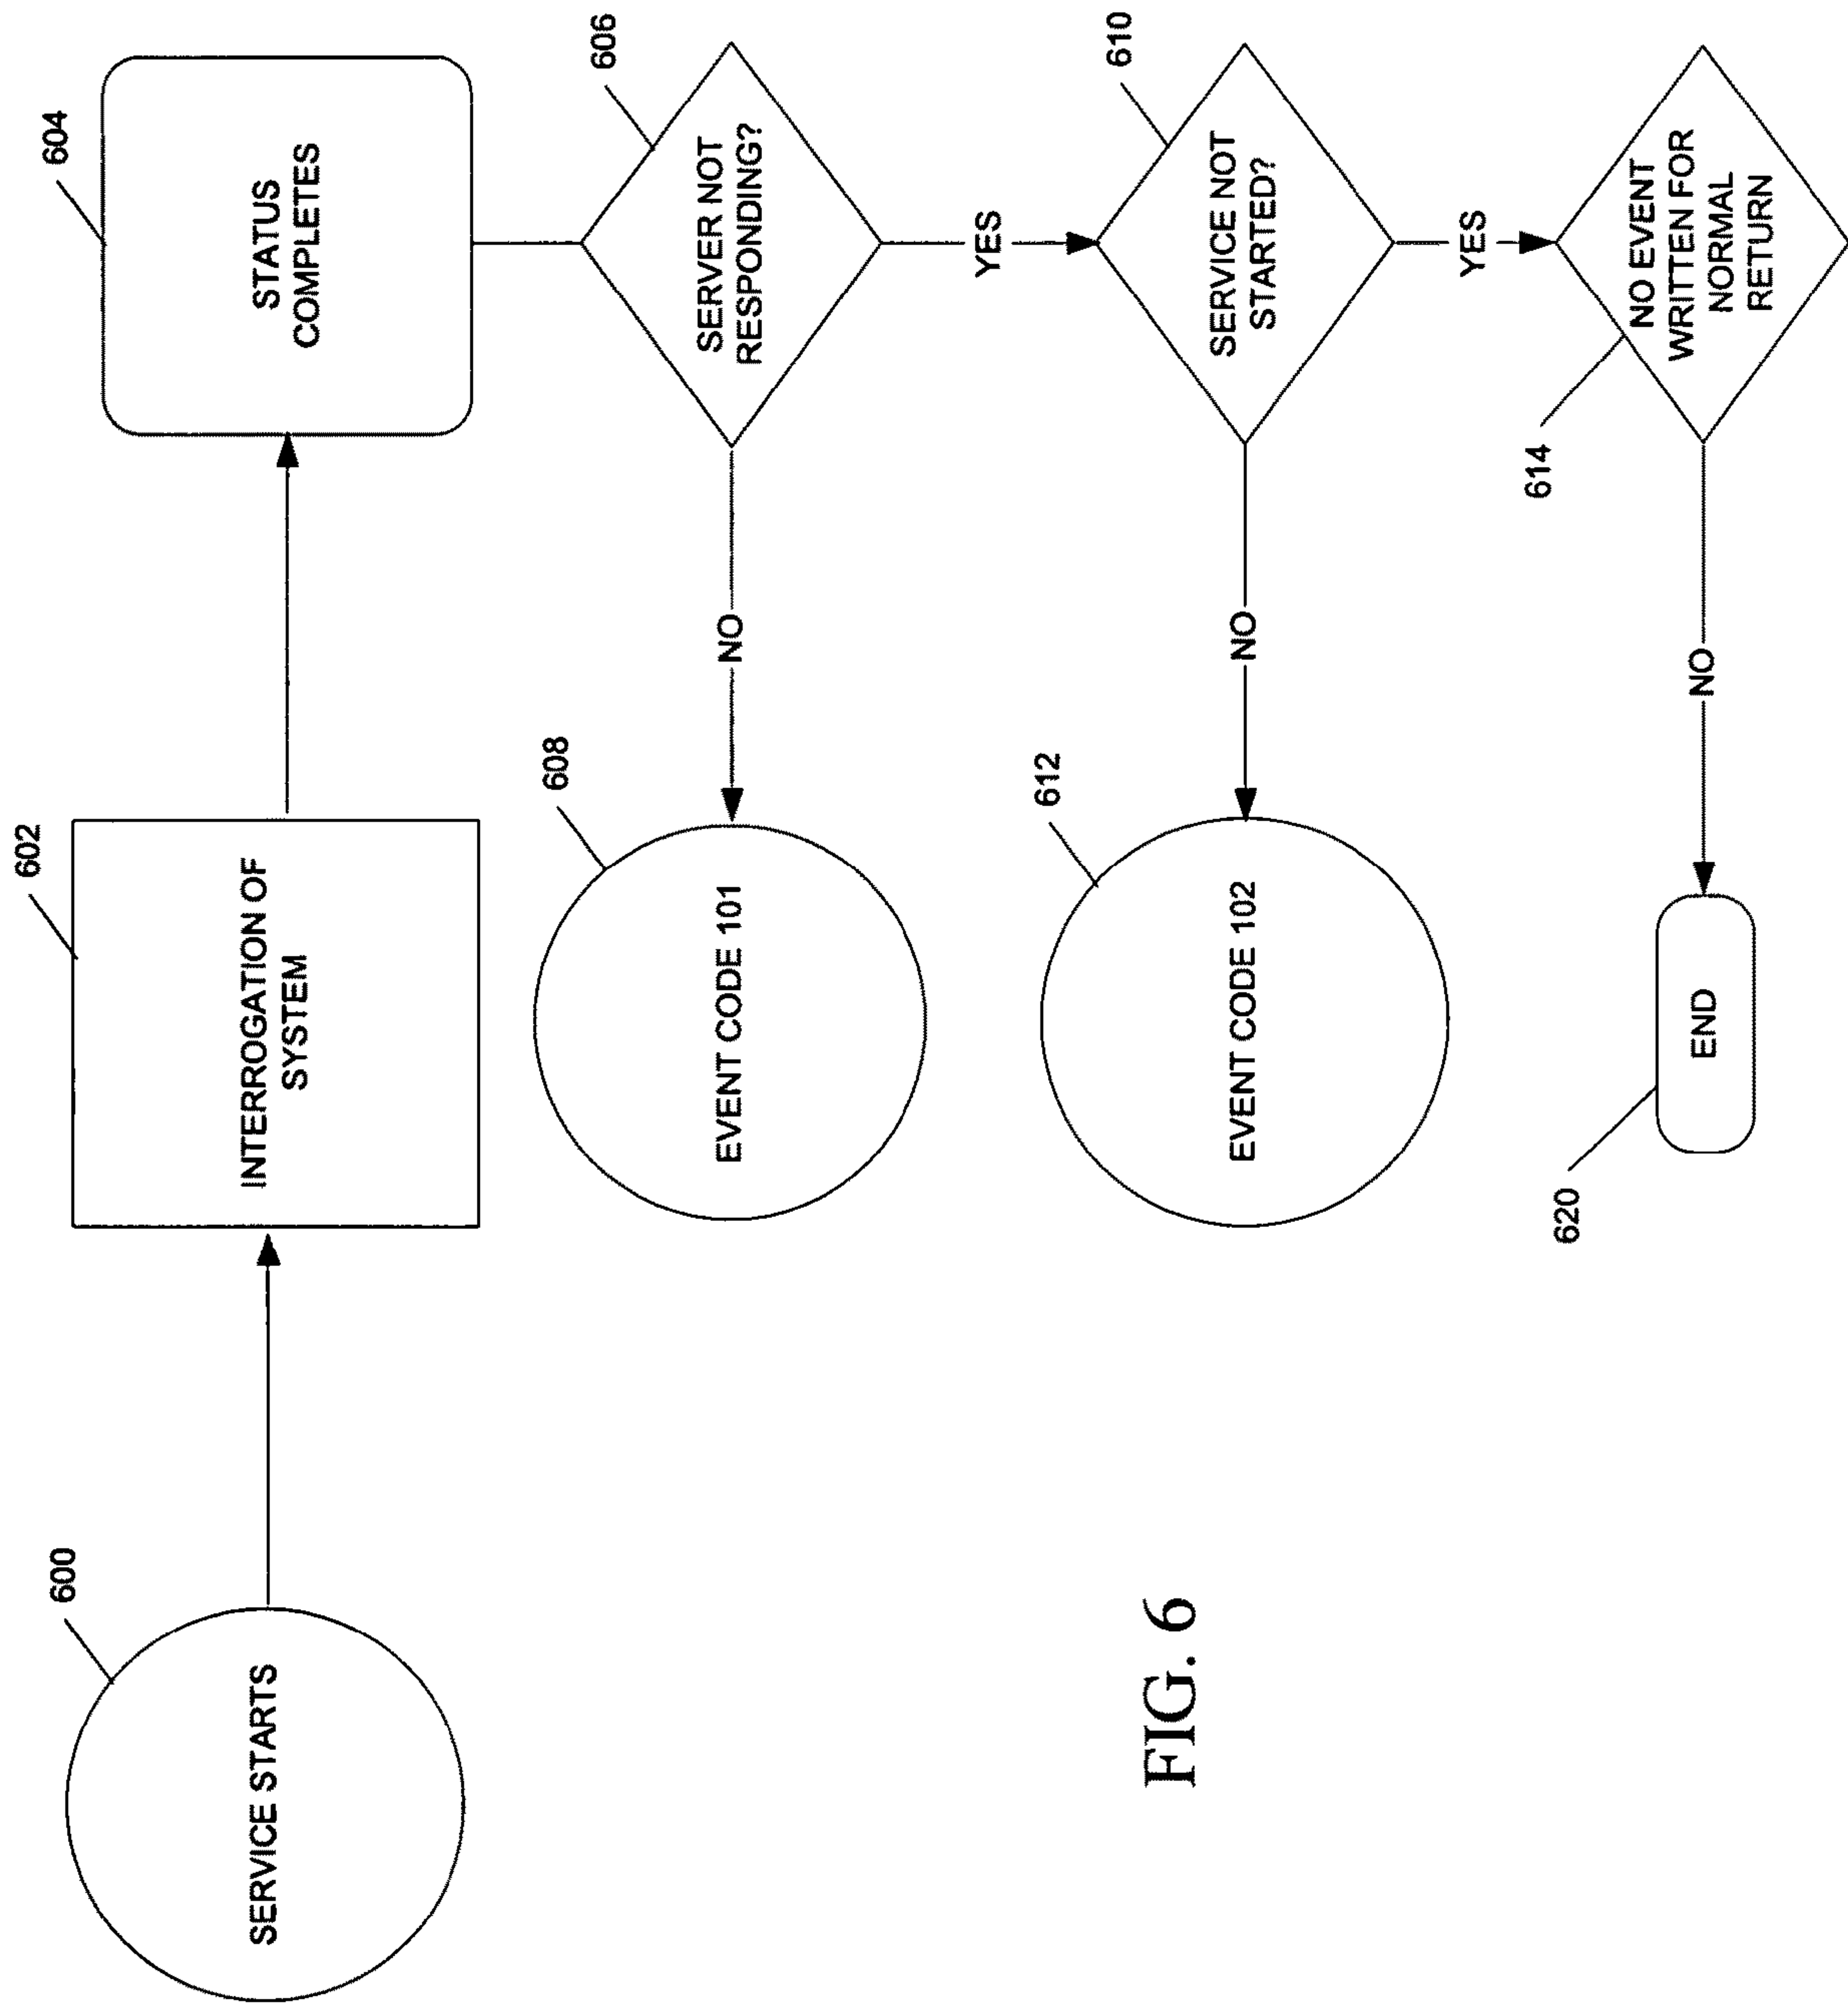 600
SERVICE STARTS
602
INTERROGATION OF
SYSTEM
604
STATUS
COMPLETES
606
SERVER NOT
RESPONDING?
NO
608
EVENT CODE 101
YES
610
SERVICE NOT
STARTED?
NO
612
EVENT CODE 102
YES
614
NO EVENT
WRITTEN FOR
NORMAL
RETURN
NO
620
END
FIG. 6